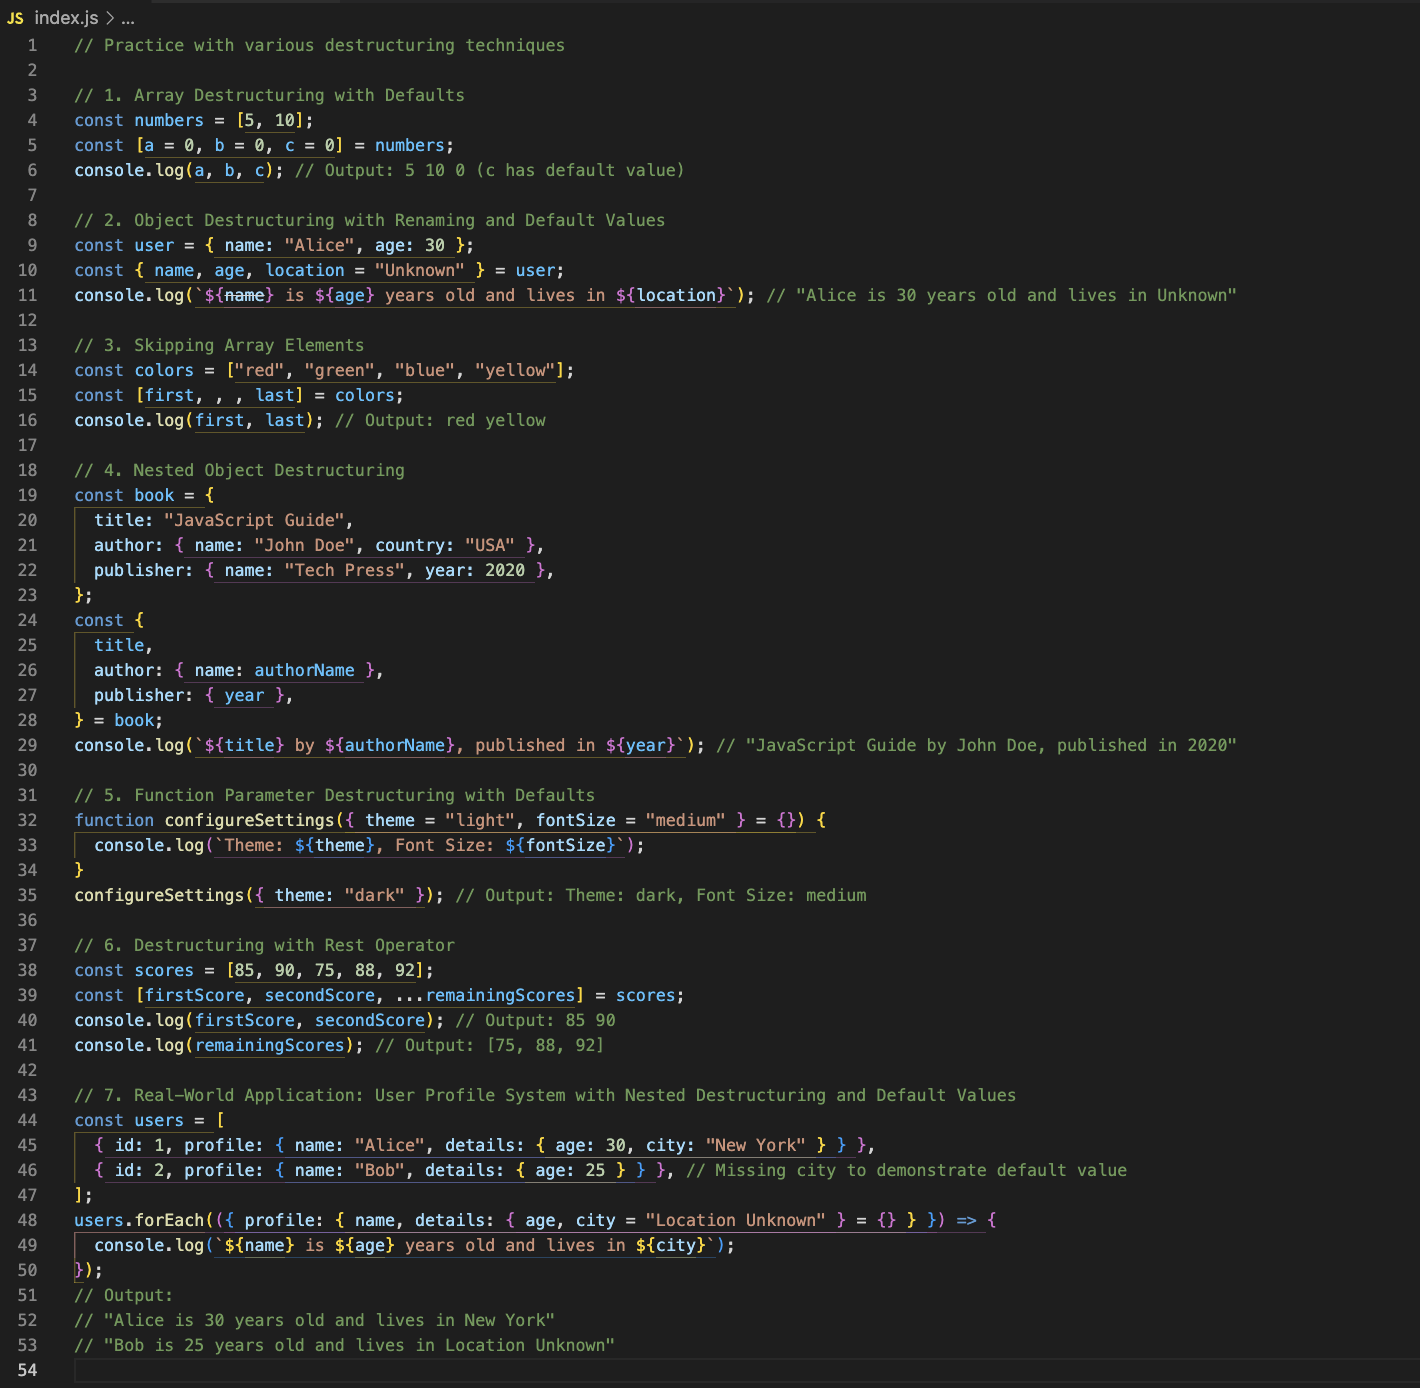 JS index.js > ...
1 // Practice with various destructuring techniques
2
3 // 1. Array Destructuring with Defaults
4 const numbers = [5, 10];
5 const [a = 0, b = 0, c = 0] = numbers;
6 console.log(a, b, c); // Output: 5 10 0 (c has default value)
7
8 // 2. Object Destructuring with Renaming and Default Values
9 const user = { name: "Alice", age: 30 };
10 const { name, age, location = "Unknown" } = user;
11 console.log(`${name} is ${age} years old and lives in ${location}`); // "Alice is 30 years old and lives in Unknown"
12
13 // 3. Skipping Array Elements
14 const colors = ["red", "green", "blue", "yellow"];
15 const [first, , , last] = colors;
16 console.log(first, last); // Output: red yellow
17
18 // 4. Nested Object Destructuring
19 const book = {
20   title: "JavaScript Guide",
21   author: { name: "John Doe", country: "USA" },
22   publisher: { name: "Tech Press", year: 2020 },
23 };
24 const {
25   title,
26   author: { name: authorName },
27   publisher: { year },
28 } = book;
29 console.log(`${title} by ${authorName}, published in ${year}`); // "JavaScript Guide by John Doe, published in 2020"
30
31 // 5. Function Parameter Destructuring with Defaults
32 function configureSettings({ theme = "light", fontSize = "medium" } = {}) {
33   console.log(`Theme: ${theme}, Font Size: ${fontSize}`);
34 }
35 configureSettings({ theme: "dark" }); // Output: Theme: dark, Font Size: medium
36
37 // 6. Destructuring with Rest Operator
38 const scores = [85, 90, 75, 88, 92];
39 const [firstScore, secondScore, ...remainingScores] = scores;
40 console.log(firstScore, secondScore); // Output: 85 90
41 console.log(remainingScores); // Output: [75, 88, 92]
42
43 // 7. Real-World Application: User Profile System with Nested Destructuring and Default Values
44 const users = [
45   { id: 1, profile: { name: "Alice", details: { age: 30, city: "New York" } } },
46   { id: 2, profile: { name: "Bob", details: { age: 25 } } }, // Missing city to demonstrate default value
47 ];
48 users.forEach(({ profile: { name, details: { age, city = "Location Unknown" } = {} } }) => {
49   console.log(`${name} is ${age} years old and lives in ${city}`);
50 });
51 // Output:
52 // "Alice is 30 years old and lives in New York"
53 // "Bob is 25 years old and lives in Location Unknown"
54